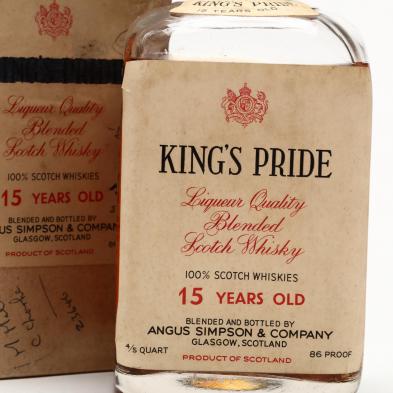 KING'S PRIDE
15 YEARS OLD
Liqueur Quality
Blended
Scotch Whisky
100% SCOTCH WHISKIES
15 YEARS OLD
BLENDED AND BOTTLED BY
ANGUS SIMPSON & COMPAN
GLASGOW, SCOTLAND
PRODUCT OF SCOTLAND
KING'S PRIDE
Liqueur Quality
Blended
Scotch Whisky
100% SCOTCH WHISKIES
15 YEARS OLD
BLENDED AND BOTTLED BY
ANGUS SIMPSON & COMPANY
GLASGOW, SCOTLAND
4/5 QUART
86 PROOF
PRODUCT OF SCOTLAND